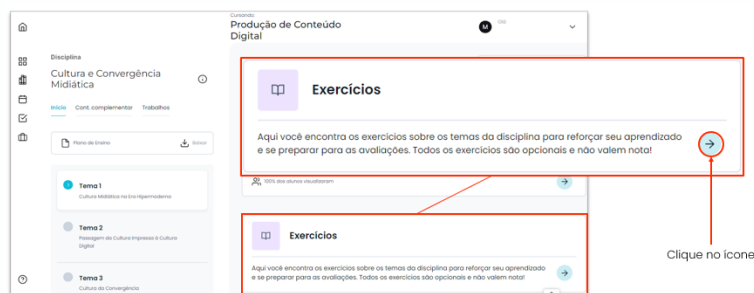 Cursando:
Produção de Conteúdo
Digital
M
Olá
Disciplina
Cultura e Convergência
Midiática
Início Cont. complementar Trabalhos
Plano de Ensino
Baixar
1 Tema 1
Cultura Midiática na Era Hipermoderna
Tema 2
Passagem da Cultura Impressa à Cultura
Digital
Tema 3
Cultura da Convergência
Exercícios
Aqui você encontra os exercícios sobre os temas da disciplina para reforçar seu aprendizado
e se preparar para as avaliações. Todos os exercícios são opcionais e não valem nota!
100% dos alunos visualizaram
Exercícios
Aqui você encontra os exercícios sobre os temas da disciplina para reforçar seu aprendizado
e se preparar para as avaliações. Todos os exercícios são opcionais e não valem nota!
Clique no ícone